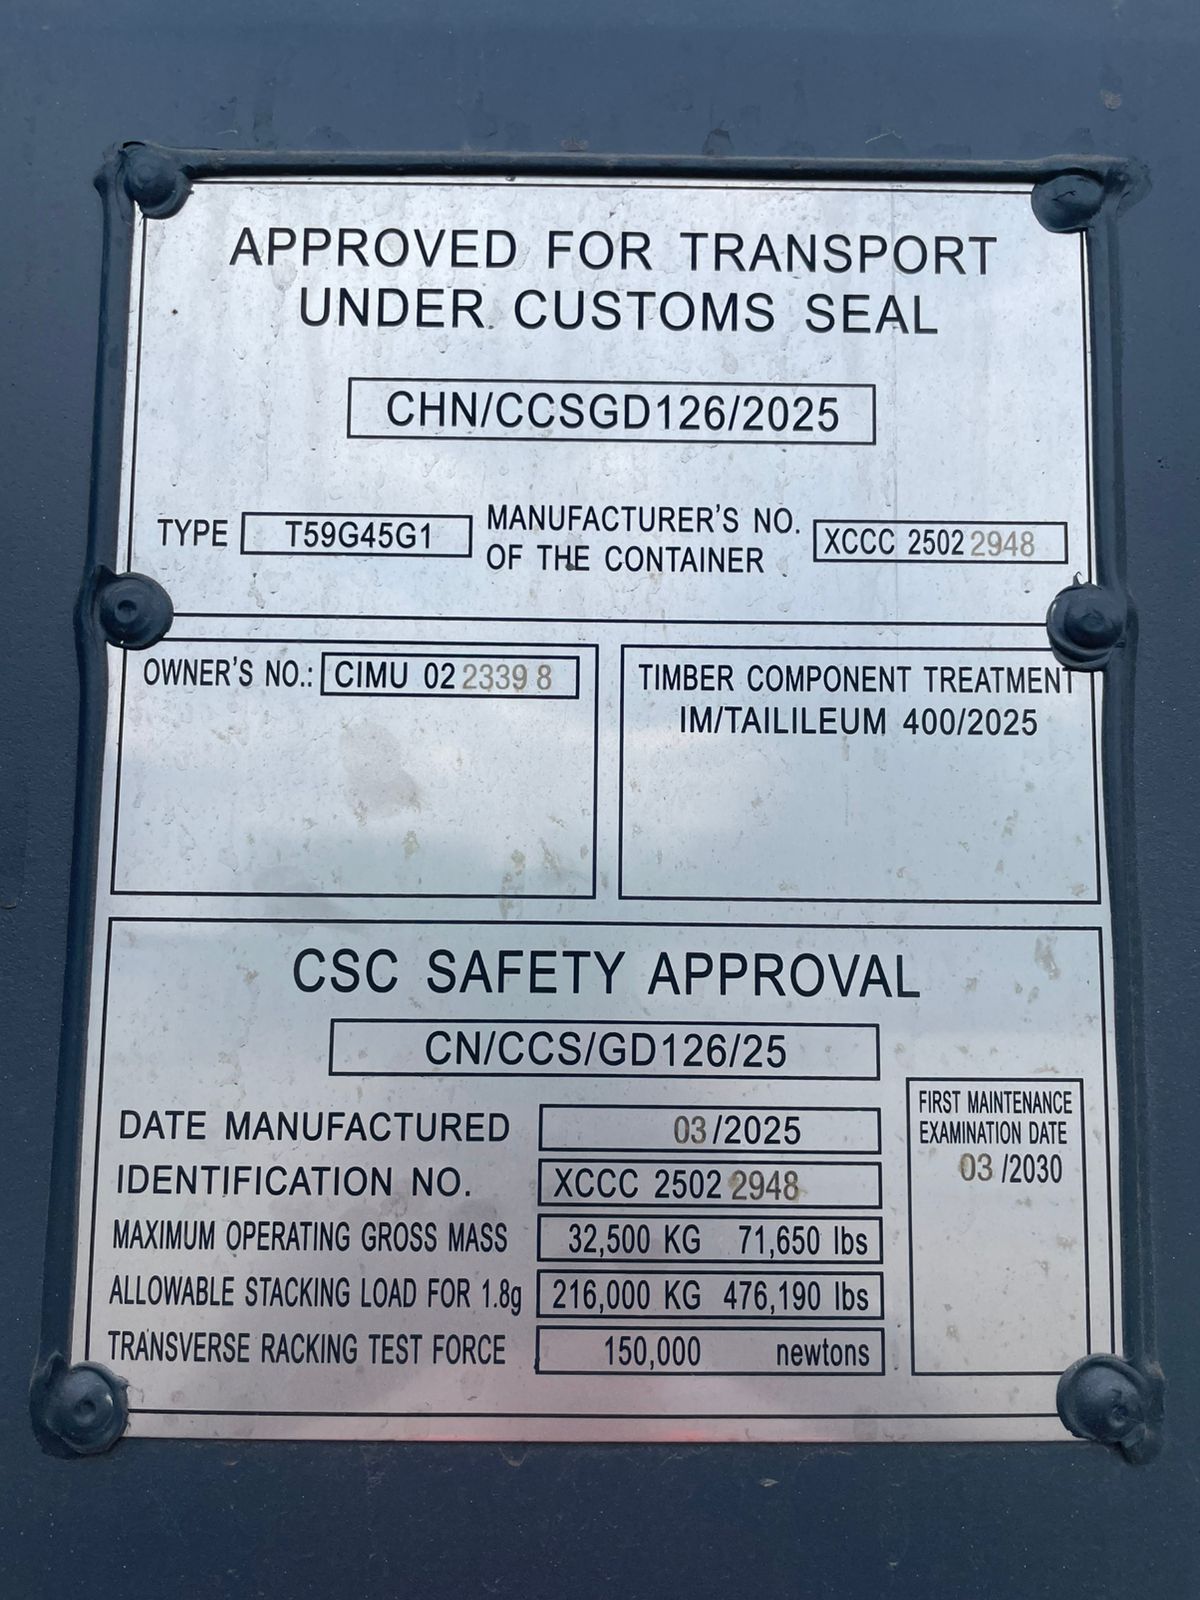 APPROVED FOR TRANSPORT
UNDER CUSTOMS SEAL
CHN/CCSGD126/2025
TYPE T59G45G1 MANUFACTURER'S NO. OF THE CONTAINER XCCC 2502 2948
OWNER'S NO.: CIMU 02 2339 8
TIMBER COMPONENT TREATMENT
IM/TAILILEUM 400/2025
CSC SAFETY APPROVAL
CN/CCS/GD126/25
DATE MANUFACTURED 03/2025
IDENTIFICATION NO. XCCC 2502 2948
MAXIMUM OPERATING GROSS MASS 32,500 KG 71,650 lbs
ALLOWABLE STACKING LOAD FOR 1.8g 216,000 KG 476,190 lbs
TRANSVERSE RACKING TEST FORCE 150,000 newtons
FIRST MAINTENANCE
EXAMINATION DATE
03 /2030